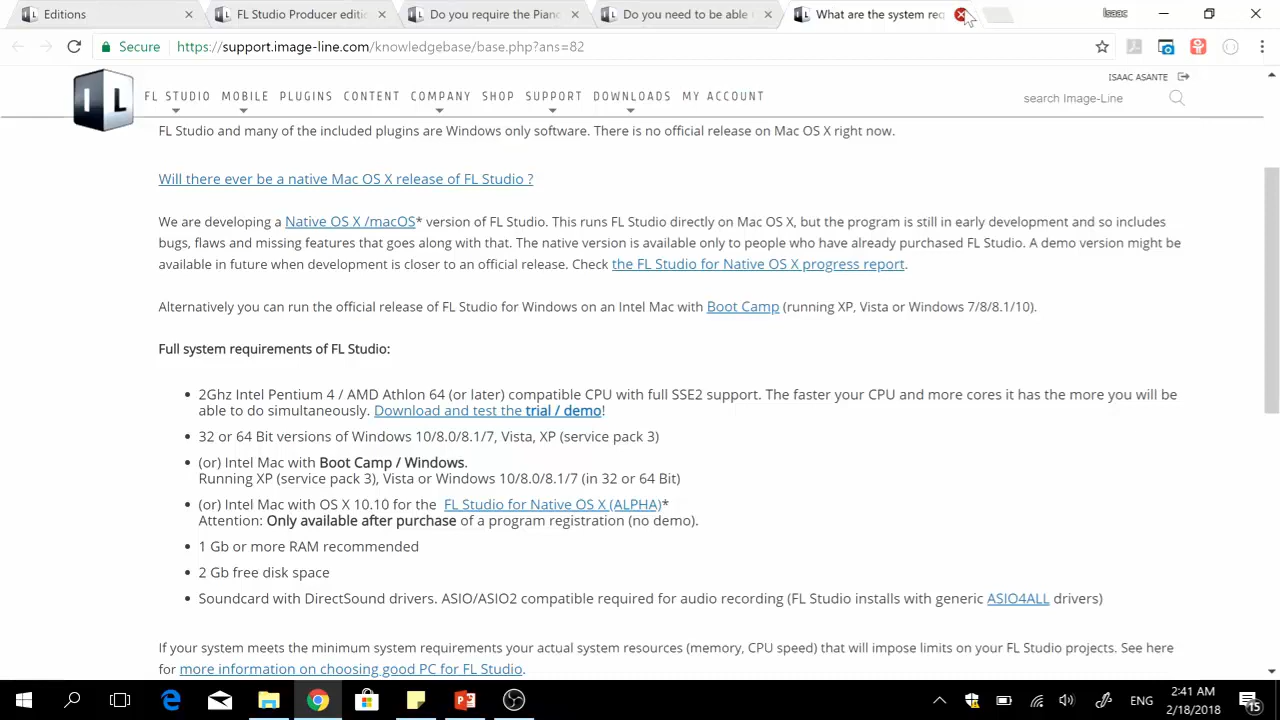 Editions
FL Studio Producer editi
Do you require the Piano
Do you need to be able
What are the system req
Isaac
Secure
https://support.image-line.com/knowledgebase/base.php?ans=82
ISAAC ASANTE
IL
FL STUDIO MOBILE PLUGINS CONTENT COMPANY SHOP SUPPORT DOWNLOADS MY ACCOUNT
search Image-Line
FL Studio and many of the included plugins are Windows only software. There is no official release on Mac OS X right now.
Will there ever be a native Mac OS X release of FL Studio ?
We are developing a Native OS X /macOS* version of FL Studio. This runs FL Studio directly on Mac OS X, but the program is still in early development and so includes
bugs, flaws and missing features that goes along with that. The native version is available only to people who have already purchased FL Studio. A demo version might be
available in future when development is closer to an official release. Check the FL Studio for Native OS X progress report.
Alternatively you can run the official release of FL Studio for Windows on an Intel Mac with Boot Camp (running XP, Vista or Windows 7/8/8.1/10).
Full system requirements of FL Studio:
• 2Ghz Intel Pentium 4 / AMD Athlon 64 (or later) compatible CPU with full SSE2 support. The faster your CPU and more cores it has the more you will be
able to do simultaneously. Download and test the trial / demo!
• 32 or 64 Bit versions of Windows 10/8.0/8.1/7, Vista, XP (service pack 3)
• (or) Intel Mac with Boot Camp / Windows.
Running XP (service pack 3), Vista or Windows 10/8.0/8.1/7 (in 32 or 64 Bit)
• (or) Intel Mac with OS X 10.10 for the FL Studio for Native OS X (ALPHA)*
Attention: Only available after purchase of a program registration (no demo).
• 1 Gb or more RAM recommended
• 2 Gb free disk space
• Soundcard with DirectSound drivers. ASIO/ASIO2 compatible required for audio recording (FL Studio installs with generic ASIO4ALL drivers)
If your system meets the minimum system requirements your actual system resources (memory, CPU speed) that will impose limits on your FL Studio projects. See here
for more information on choosing good PC for FL Studio.
ENG
2:41 AM
2/18/2018
15